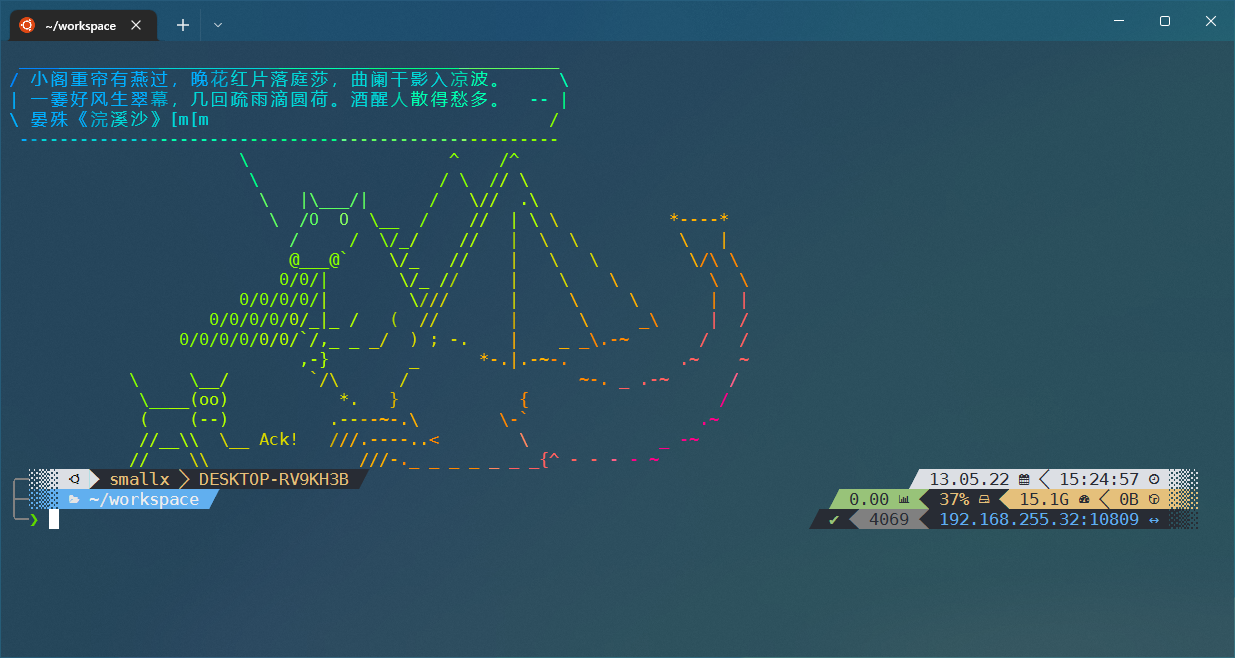 ~/workspace
小阁重帘有燕过，晚花红片落庭莎，曲阑干影入凉波。
一霎好风生翠幕，几回疏雨滴圆荷。酒醒人散得愁多。 --
晏殊《浣溪沙》[m[m
Ack!
smallx DESKTOP-RV9KH3B 13.05.22 15:24:57
~/workspace 0.00 37% 15.1G 0B
4069 192.168.255.32:10809